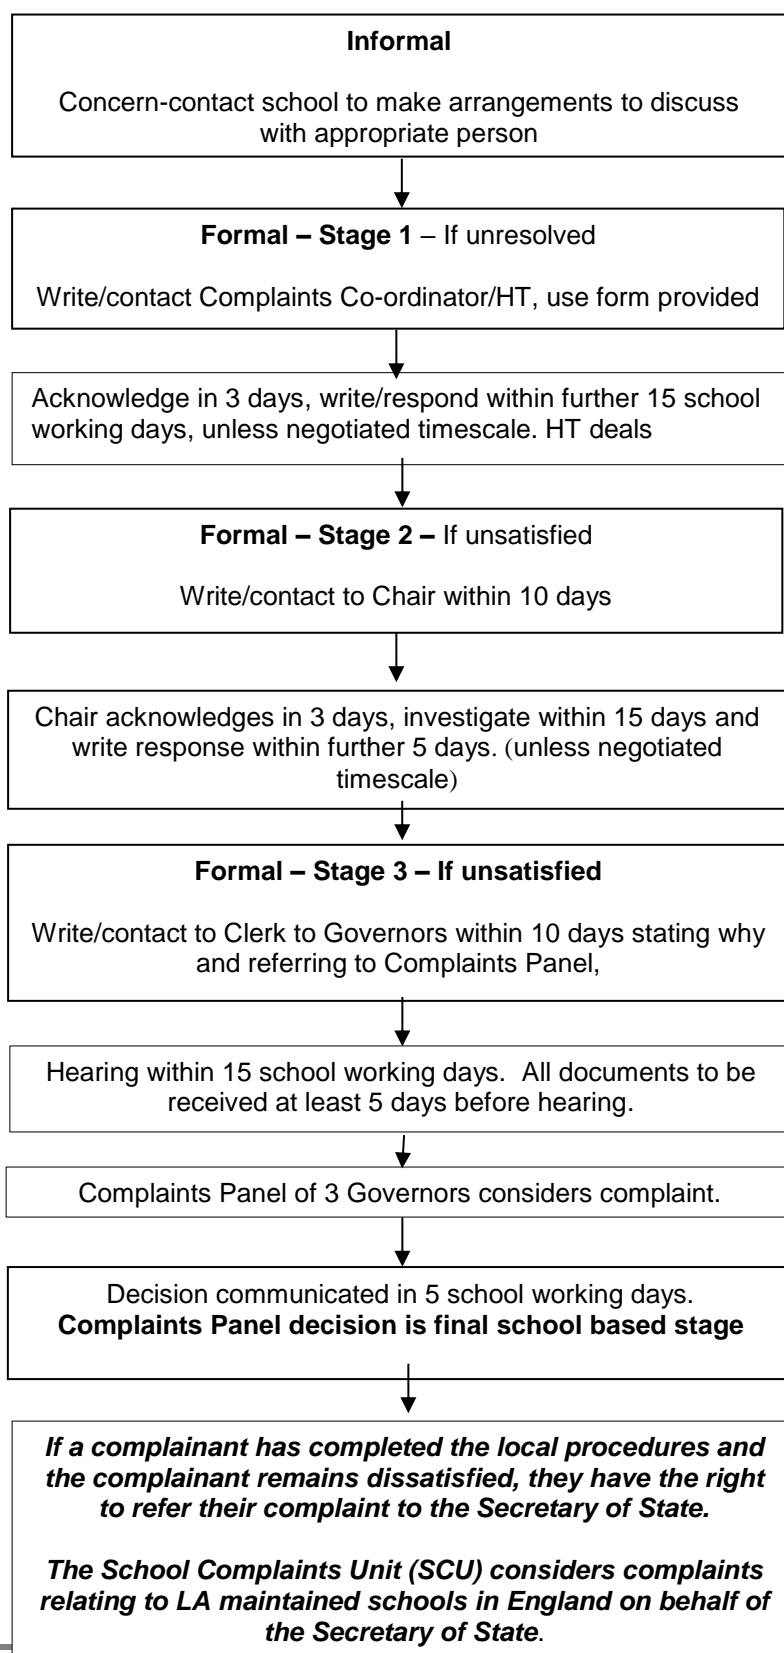 Informal
Concern-contact school to make arrangements to discuss
with appropriate person
Formal – Stage 1 – If unresolved
Write/contact Complaints Co-ordinator/HT, use form provided
Acknowledge in 3 days, write/respond within further 15 school
working days, unless negotiated timescale. HT deals
Formal – Stage 2 – If unsatisfied
Write/contact to Chair within 10 days
Chair acknowledges in 3 days, investigate within 15 days and
write response within further 5 days. (unless negotiated
timescale)
Formal – Stage 3 – If unsatisfied
Write/contact to Clerk to Governors within 10 days stating why
and referring to Complaints Panel,
Hearing within 15 school working days.  All documents to be
received at least 5 days before hearing.
Complaints Panel of 3 Governors considers complaint.
Decision communicated in 5 school working days.
Complaints Panel decision is final school based stage
If a complainant has completed the local procedures and
the complainant remains dissatisfied, they have the right
to refer their complaint to the Secretary of State.
The School Complaints Unit (SCU) considers complaints
relating to LA maintained schools in England on behalf of
the Secretary of State.